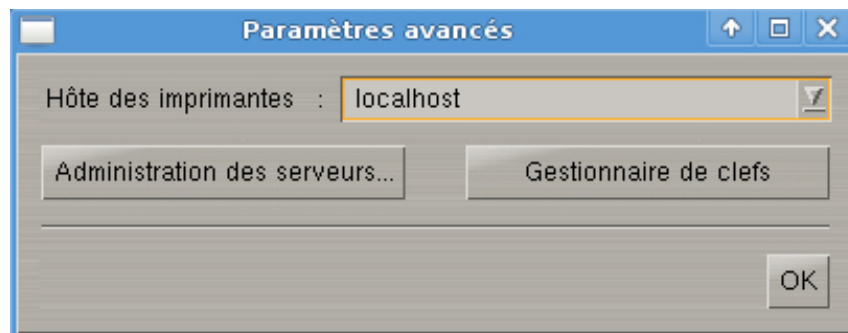 Paramètres avancés
Hôte des imprimantes : localhost
Administration des serveurs... Gestionnaire de clefs
OK